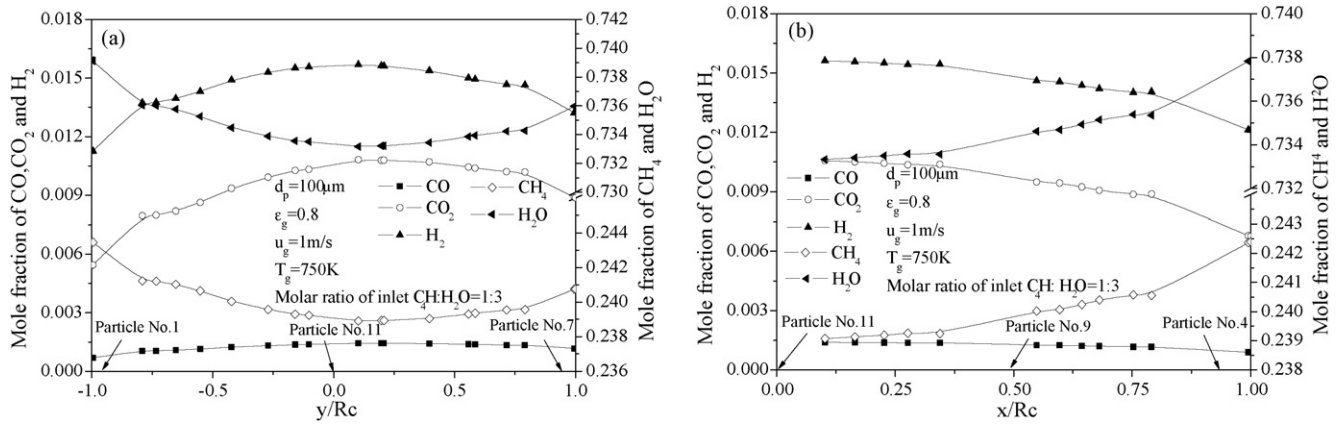 (a)
Mole fraction of CO,CO2 and H2
0.018
0.015
0.012
0.009
0.006
0.003
0.000
0.742
0.740
0.738
0.736
0.734
0.732
0.730
0.244
0.242
0.240
0.238
0.236
Mole fraction of CH4 and H2O
dp=100μm
εg=0.8
ug=1m/s
Tg=750K
CO
CO2
H2
CH4
H2O
Molar ratio of inlet CH4:H2O=1:3
Particle No.1
Particle No.11
Particle No.7
-1.0 -0.5 0.0 0.5 1.0
y/Rc
(b)
Mole fraction of CO,CO2 and H2
0.018
0.015
0.012
0.009
0.006
0.003
0.000
0.740
0.738
0.736
0.734
0.732
0.243
0.242
0.241
0.240
0.239
0.238
Mole fraction of CH4 and H2O
CO
CO2
H2
CH4
H2O
dp=100μm
εg=0.8
ug=1m/s
Tg=750K
Molar ratio of inlet CH4: H2O=1:3
Particle No.11
Particle No.9
Particle No.4
0.00 0.25 0.50 0.75 1.00
x/Rc